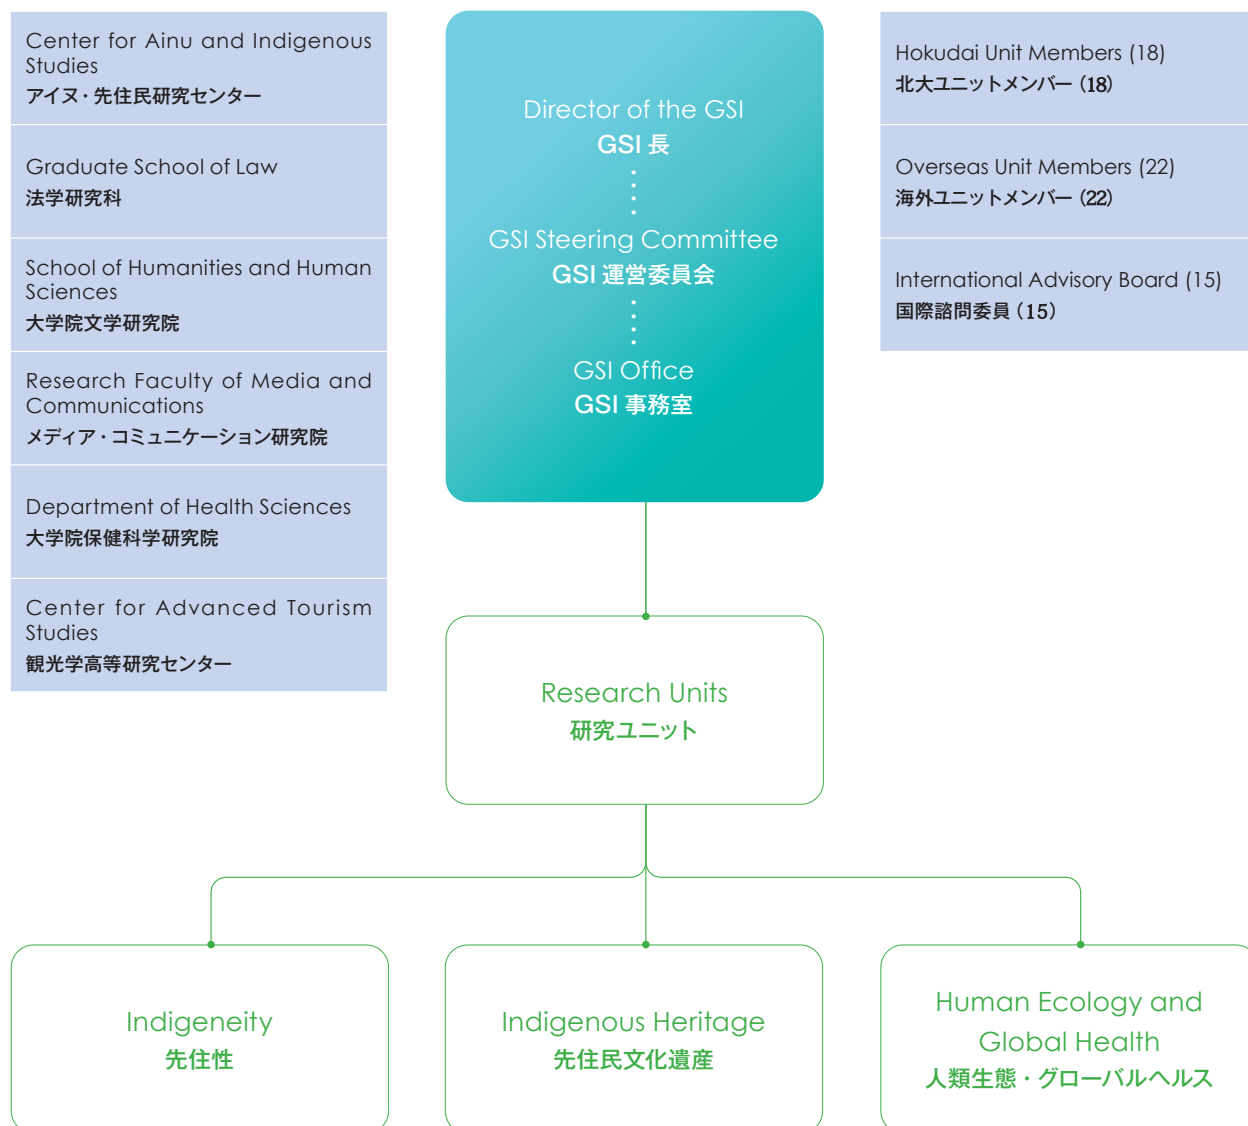 Center for Ainu and Indigenous
Studies
アイヌ・先住民研究センター
Graduate School of Law
法学研究科
School of Humanities and Human
Sciences
大学院文学研究院
Research Faculty of Media and
Communications
メディア・コミュニケーション研究院
Department of Health Sciences
大学院保健科学研究院
Center for Advanced Tourism
Studies
観光学高等研究センター
Director of the GSI
GSI 長
GSI Steering Committee
GSI 運営委員会
GSI Office
GSI 事務室
Hokudai Unit Members (18)
北大ユニットメンバー（18）
Overseas Unit Members (22)
海外ユニットメンバー（22）
International Advisory Board (15)
国際諮問委員（15）
Research Units
研究ユニット
Indigeneity
先住性
Indigenous Heritage
先住民文化遺産
Human Ecology and
Global Health
人類生態・グローバルヘルス